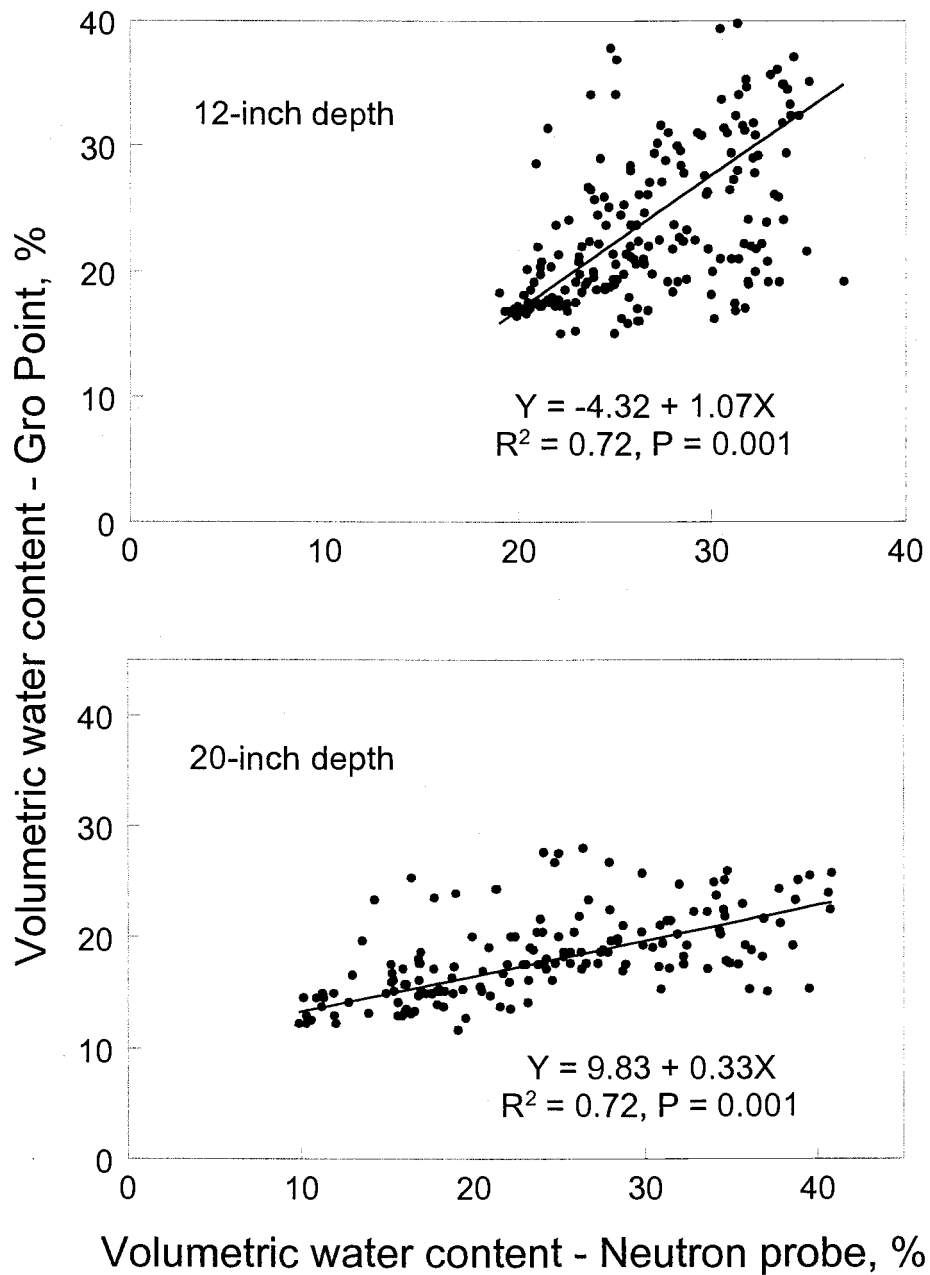 Volumetric water content - Gro Point, %
40
30
20
10
0
12-inch depth
Y = -4.32 + 1.07X
R² = 0.72, P = 0.001
0 10 20 30 40
40
30
20
10
0
20-inch depth
Y = 9.83 + 0.33X
R² = 0.72, P = 0.001
0 10 20 30 40
Volumetric water content - Neutron probe, %